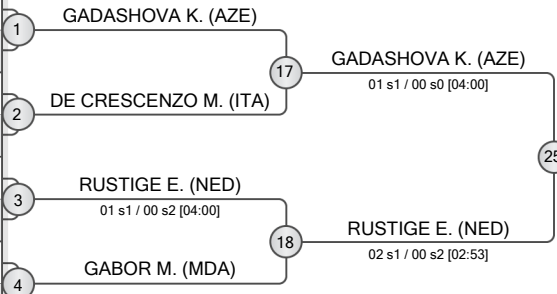 GADASHOVA K. (AZE)
1
17
GADASHOVA K. (AZE)
01 s1 / 00 s0 [04:00]
2
DE CRESCENZO M. (ITA)
25
3
RUSTIGE E. (NED)
01 s1 / 00 s2 [04:00]
18
RUSTIGE E. (NED)
02 s1 / 00 s2 [02:53]
4
GABOR M. (MDA)